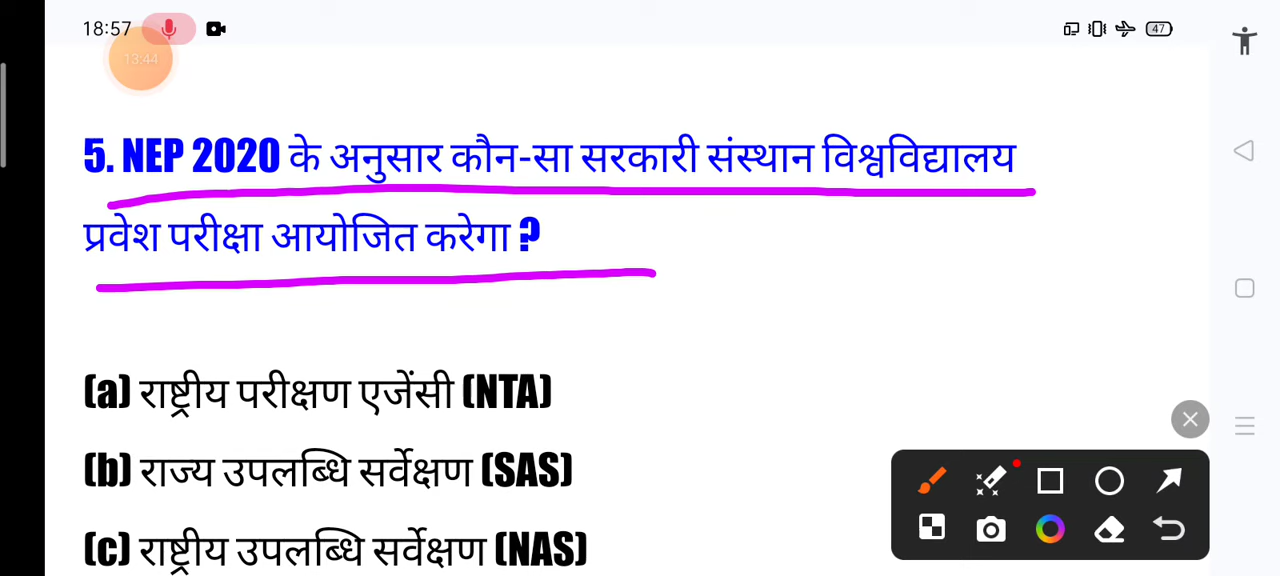 18:57
47
13:44
5. NEP 2020 के अनुसार कौन-सा सरकारी संस्थान विश्वविद्यालय
प्रवेश परीक्षा आयोजित करेगा ?
(a) राष्ट्रीय परीक्षण एजेंसी (NTA)
(b) राज्य उपलब्धि सर्वेक्षण (SAS)
(c) राष्ट्रीय उपलब्धि सर्वेक्षण (NAS)